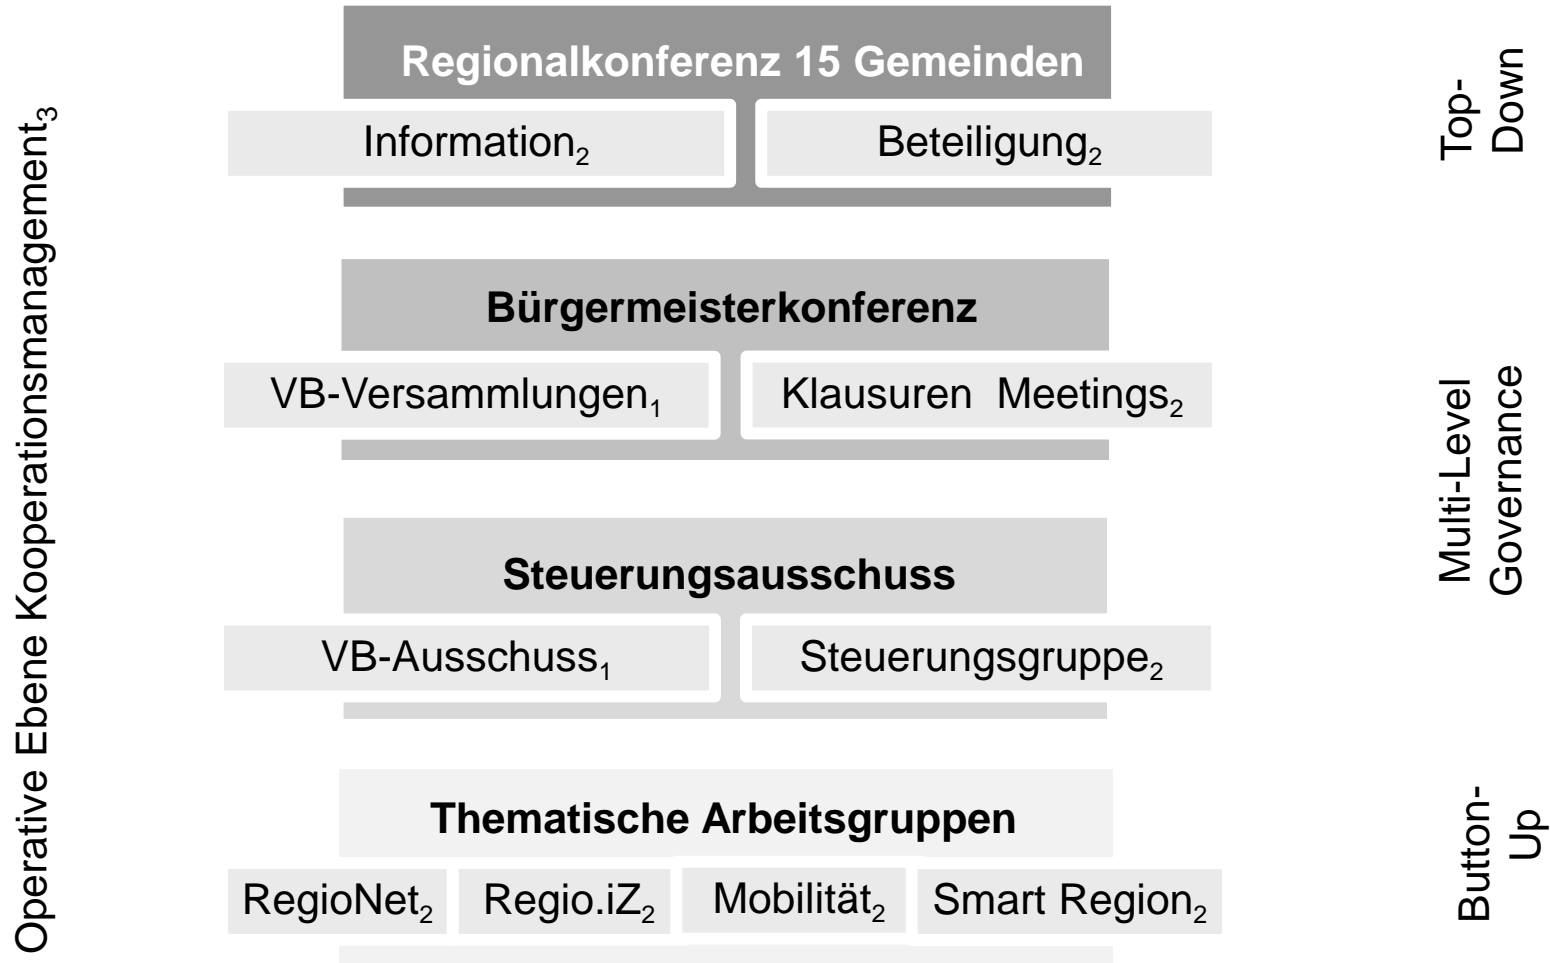 Operative Ebene Kooperationsmanagement₃
Regionalkonferenz 15 Gemeinden
Information₂
Beteiligung₂
Bürgermeisterkonferenz
VB-Versammlungen₁
Klausuren Meetings₂
Steuerungsausschuss
VB-Ausschuss₁
Steuerungsgruppe₂
Thematische Arbeitsgruppen
RegioNet₂
Regio.iZ₂
Mobilität₂
Smart Region₂
Top-
Down
Multi-Level
Governance
Button-
Up